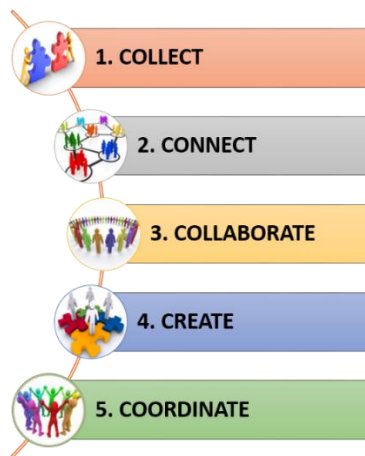 1. COLLECT
2. CONNECT
3. COLLABORATE
4. CREATE
5. COORDINATE